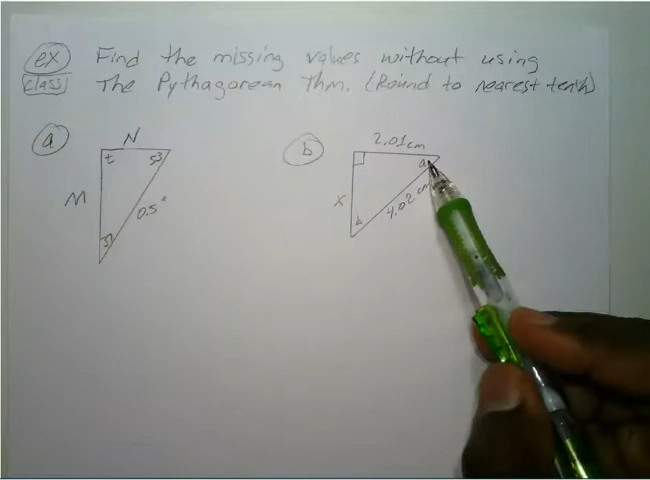 ex Find the missing values without using
class The Pythagorean Thm. (Round to nearest tenth)
a
N
t 53
M
0.5"
37
b
2.01cm
a
x
4.02 cm
b